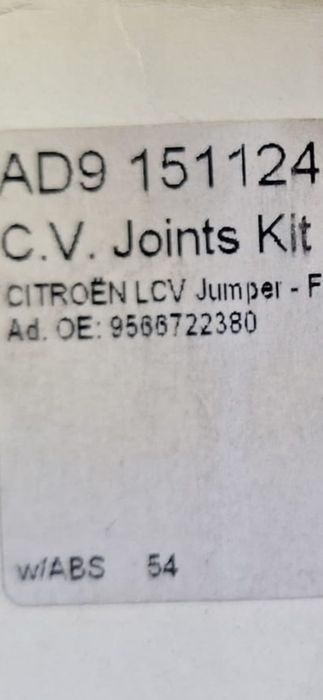 AD9 151124
C.V. Joints Kit
CITROËN LCV Jumper - F
Ad. OE: 9566722380
w/ABS 54